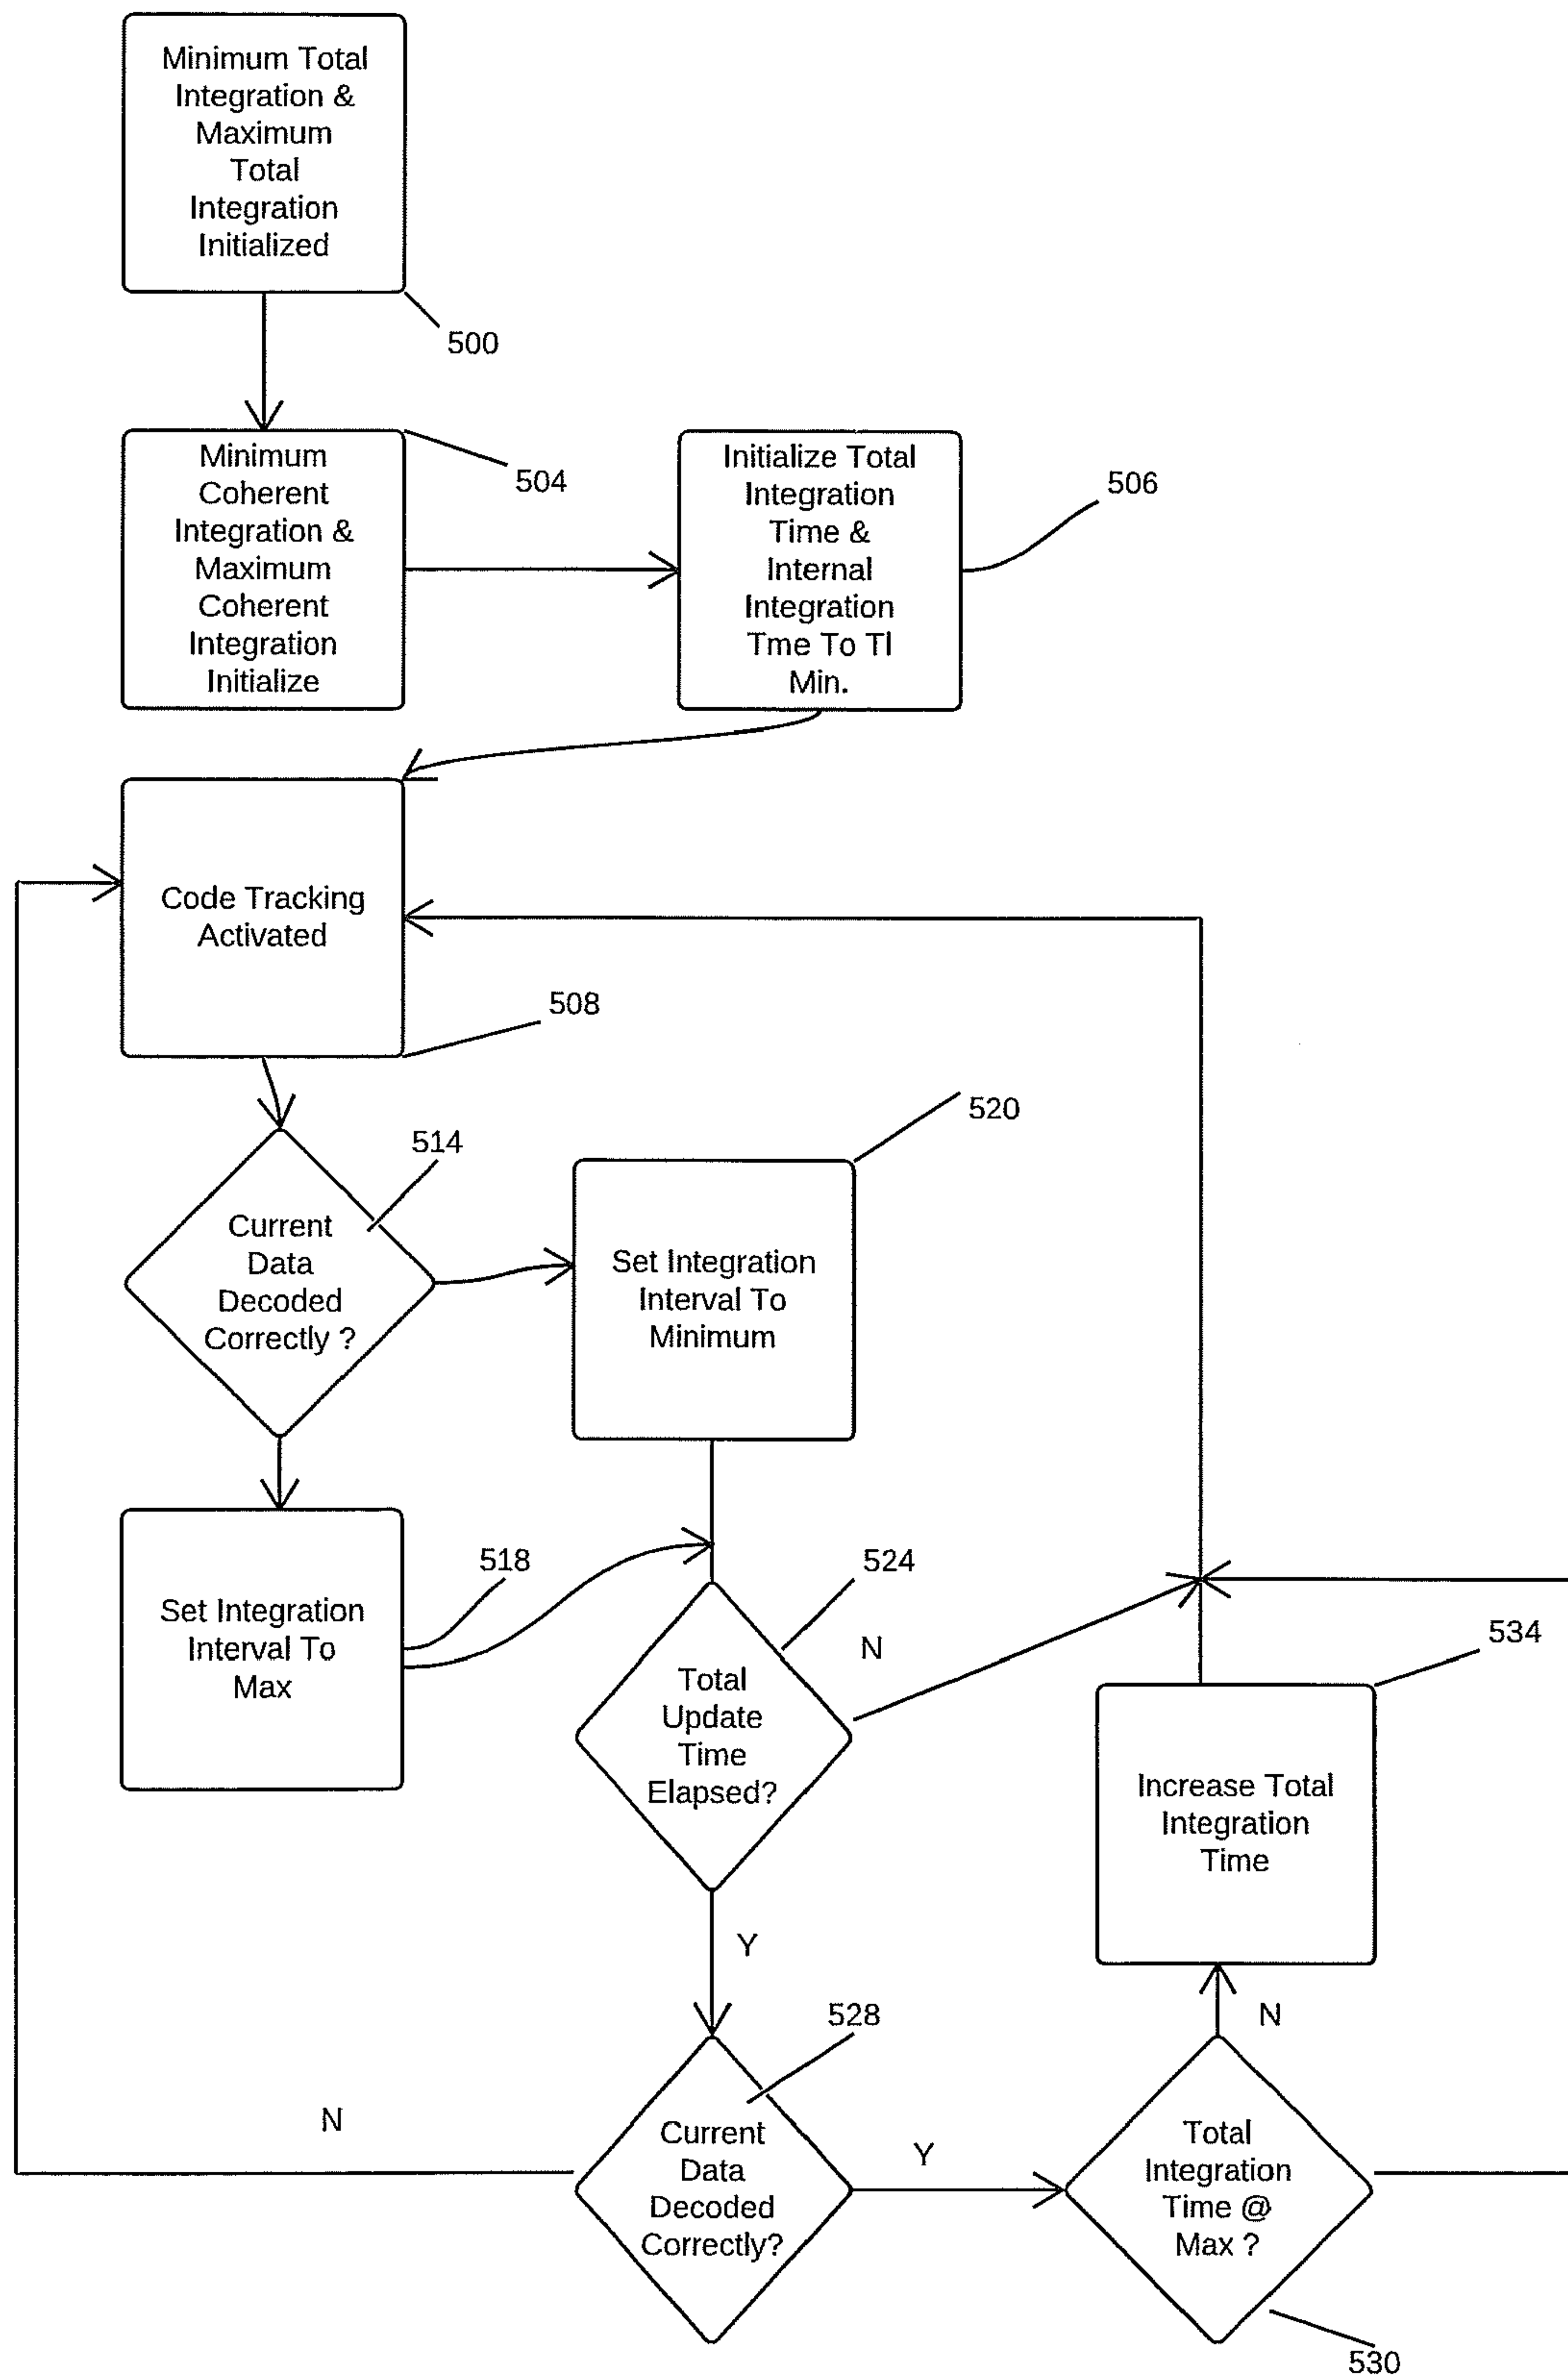 Minimum Total
Integration &
Maximum
Total
Integration
Initialized
500
Minimum
Coherent
Integration &
Maximum
Coherent
Integration
Initialize
504
Initialize Total
Integration
Time &
Internal
Integration
Tme To TI
Min.
506
Code Tracking
Activated
508
514
Current
Data
Decoded
Correctly ?
520
Set Integration
Interval To
Minimum
Set Integration
Interval To
Max
518
524
N
Total
Update
Time
Elapsed?
534
Increase Total
Integration
Time
Y
528
N
N
Current
Data
Decoded
Correctly?
Y
Total
Integration
Time @
Max ?
530